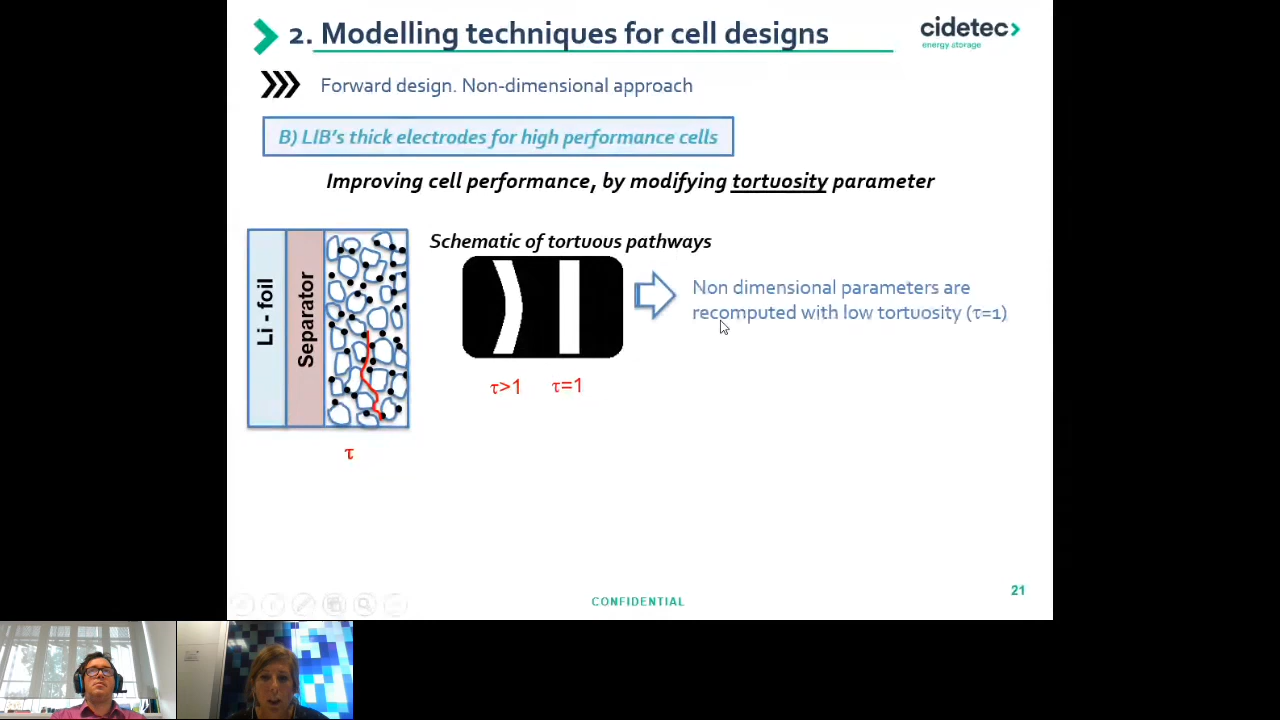 2. Modelling techniques for cell designs
cidetec
energy storage
Forward design. Non-dimensional approach
B) LIB's thick electrodes for high performance cells
Improving cell performance, by modifying tortuosity parameter
Li - foil
Separator
Schematic of tortuous pathways
Non dimensional parameters are
recomputed with low tortuosity (τ=1)
τ>1
τ=1
τ
CONFIDENTIAL
21